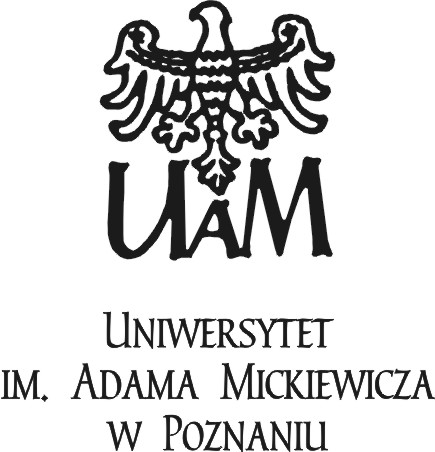 UAM
UNIWERSYTET
IM. ADAMA MICKIEWICZA
W POZNANIU